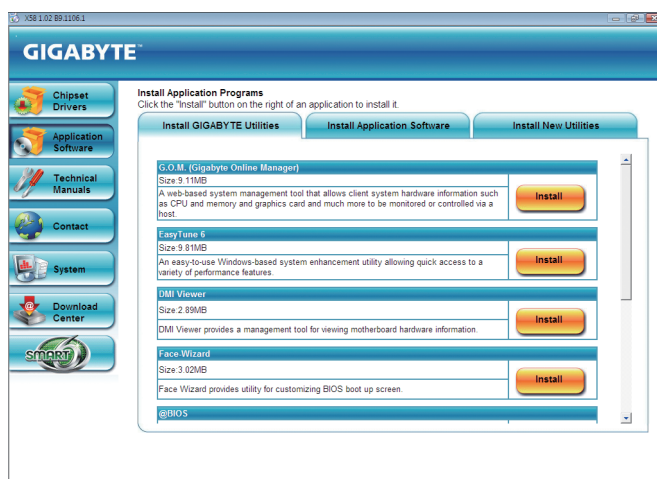 X58 1.02 B9.1106.1
GIGABYTE™
Chipset
Drivers
Application
Software
Technical
Manuals
Contact
System
Download
Center
SMART 6
Install Application Programs
Click the "Install" button on the right of an application to install it.
Install GIGABYTE Utilities
Install Application Software
Install New Utilities
G.O.M. (Gigabyte Online Manager)
Size:9.11MB
A web-based system management tool that allows client system hardware information such
as CPU and memory and graphics card and much more to be monitored or controlled via a
host.
Install
EasyTune 6
Size:9.81MB
An easy-to-use Windows-based system enhancement utility allowing quick access to a
variety of performance features.
Install
DMI Viewer
Size:2.89MB
DMI Viewer provides a management tool for viewing motherboard hardware information.
Install
Face-Wizard
Size:3.02MB
Face Wizard provides utility for customizing BIOS boot up screen.
Install
@BIOS